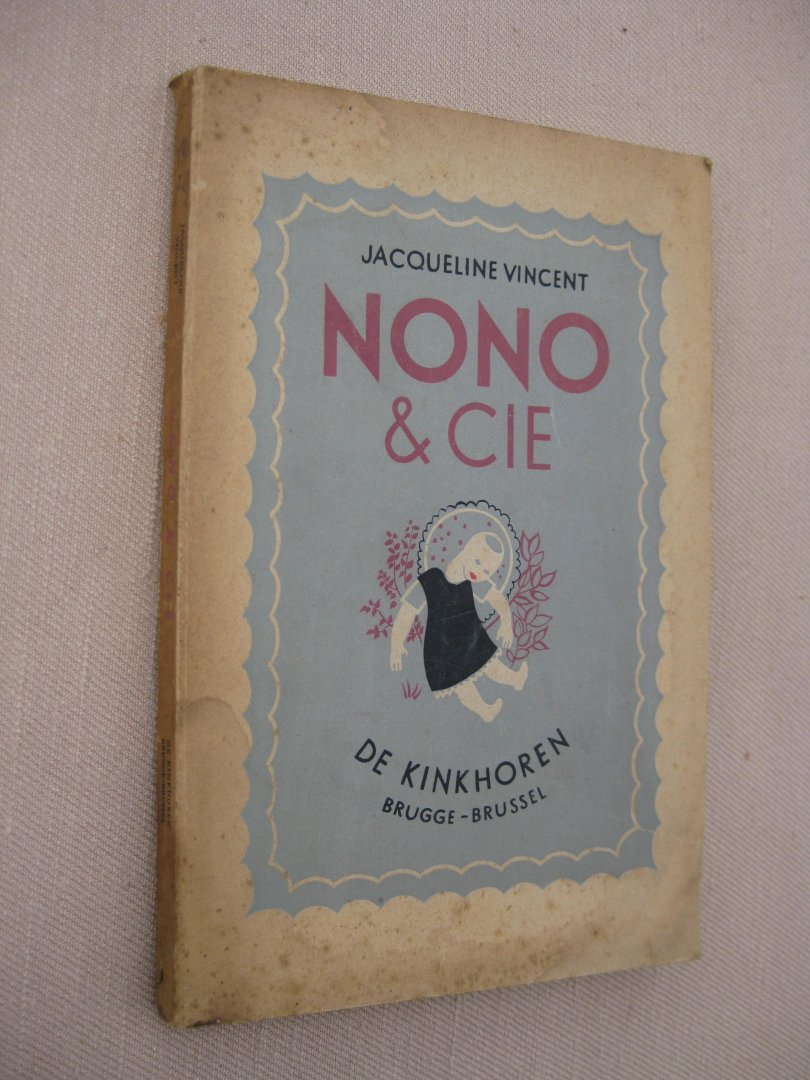 JACQUELINE VINCENT
NONO
& CIE
DE KINKHOREN
BRUGGE - BRUSSEL